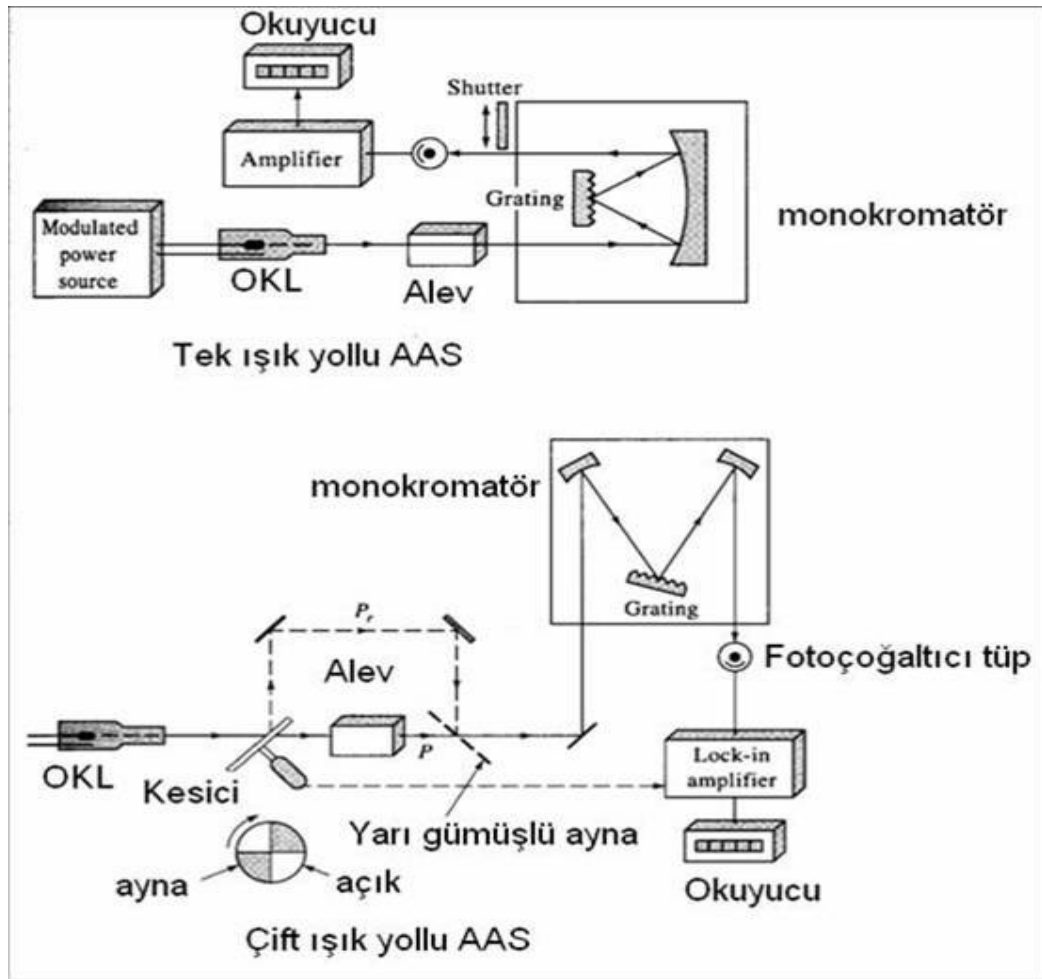 Okuyucu
Shutter
Amplifier
Grating
monokromatör
Modulated
power
source
OKL
Alev
Tek ışık yollu AAS
monokromatör
Grating
Pr
Alev
Fotoçoğaltıcı tüp
OKL
Kesici
P
Lock-in
amplifier
Yarı gümüşlü ayna
ayna
açık
Okuyucu
Çift ışık yollu AAS